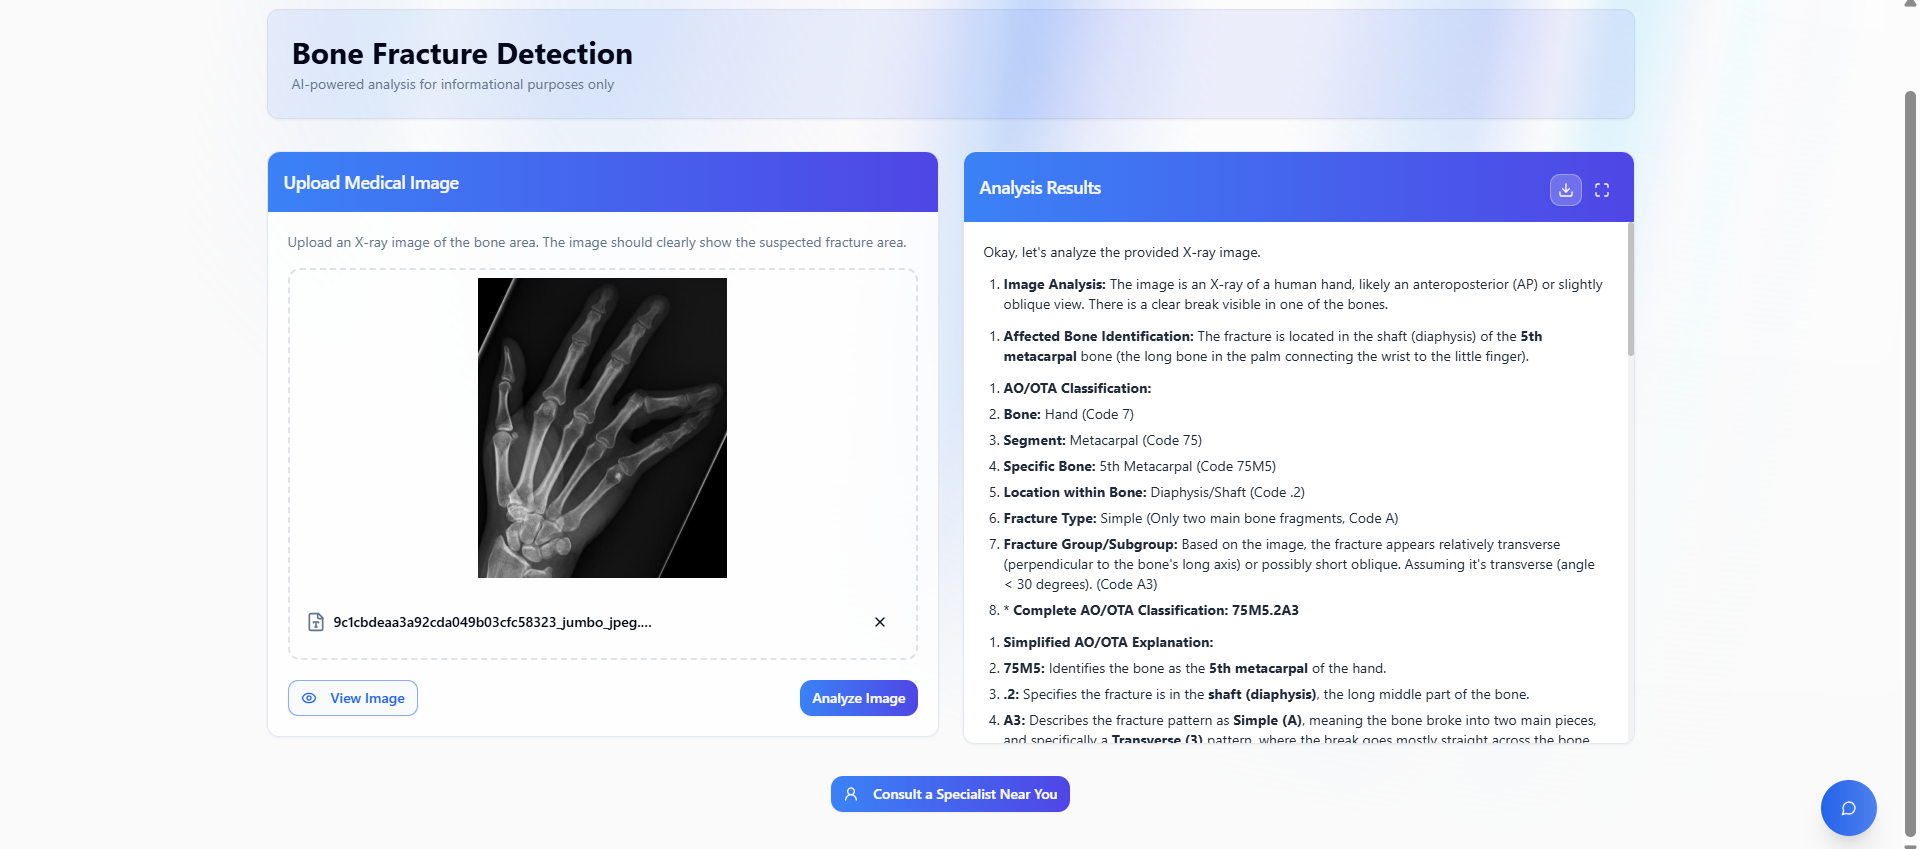 Bone Fracture Detection
AI-powered analysis for informational purposes only
Upload Medical Image
Upload an X-ray image of the bone area. The image should clearly show the suspected fracture area.
9c1cbdeaa3a92cda049b03cfc58323_jumbo_jpeg....
View Image
Analyze Image
Analysis Results
Okay, let's analyze the provided X-ray image.
1. Image Analysis: The image is an X-ray of a human hand, likely an anteroposterior (AP) or slightly
oblique view. There is a clear break visible in one of the bones.
1. Affected Bone Identification: The fracture is located in the shaft (diaphysis) of the 5th
metacarpal bone (the long bone in the palm connecting the wrist to the little finger).
1. AO/OTA Classification:
2. Bone: Hand (Code 7)
3. Segment: Metacarpal (Code 75)
4. Specific Bone: 5th Metacarpal (Code 75M5)
5. Location within Bone: Diaphysis/Shaft (Code .2)
6. Fracture Type: Simple (Only two main bone fragments, Code A)
7. Fracture Group/Subgroup: Based on the image, the fracture appears relatively transverse
(perpendicular to the bone's long axis) or possibly short oblique. Assuming it's transverse (angle
< 30 degrees). (Code A3)
8. * Complete AO/OTA Classification: 75M5.2A3
1. Simplified AO/OTA Explanation:
2. 75M5: Identifies the bone as the 5th metacarpal of the hand.
3. .2: Specifies the fracture is in the shaft (diaphysis), the long middle part of the bone.
4. A3: Describes the fracture pattern as Simple (A), meaning the bone broke into two main pieces,
and specifically a Transverse (3) pattern, where the break goes mostly straight across the bone
Consult a Specialist Near You